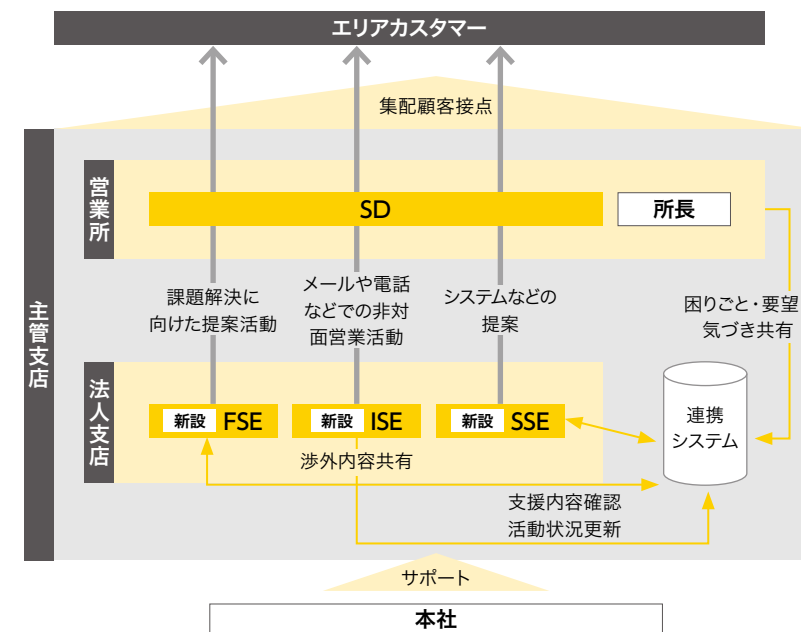 エリアカスタマー
集配顧客接点
主管支店
営業所
SD
所長
課題解決に
向けた提案活動
メールや電話
などでの非対
面営業活動
システムなどの
提案
困りごと・要望
気づき共有
法人支店
新設 FSE
新設 ISE
新設 SSE
連携
システム
渉外内容共有
支援内容確認
活動状況更新
サポート
本社